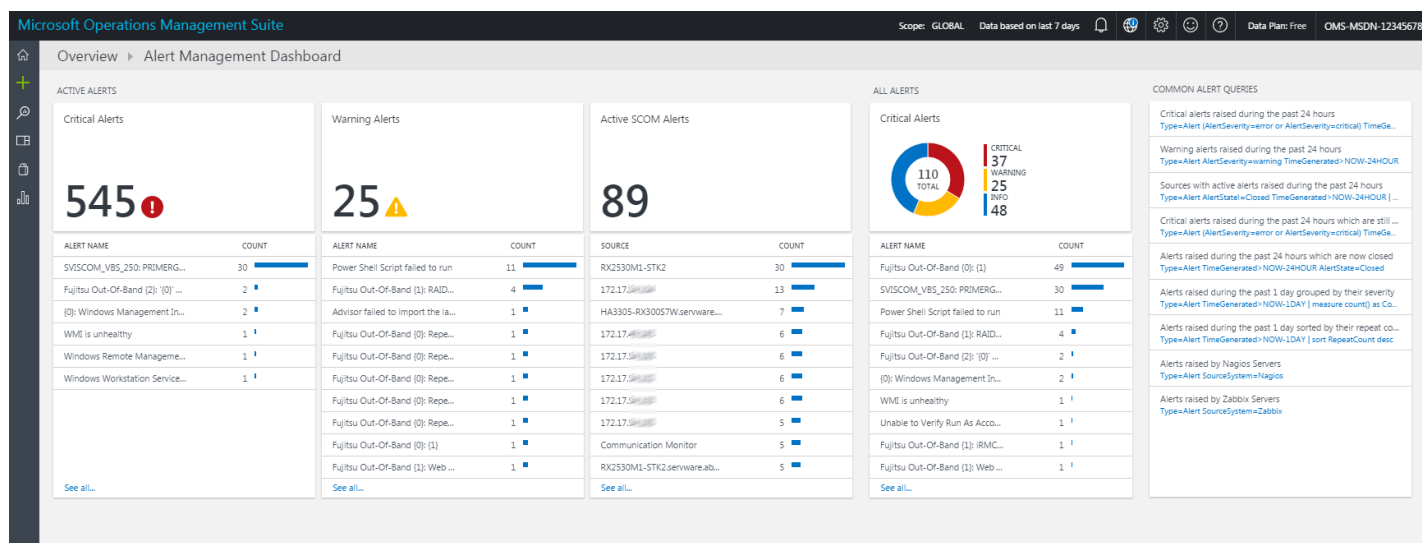 Microsoft Operations Management Suite
Scope: GLOBAL Data based on last 7 days Data Plan: Free OMS-MSDN-12345678
Overview Alert Management Dashboard
ACTIVE ALERTS
Critical Alerts
545
ALERT NAME COUNT
SVISCOM_VBS_250: PRIMERG... 30
Fujitsu Out-Of-Band {2}: '{0}' ... 2
{0}: Windows Management In... 2
WMI is unhealthy 1
Windows Remote Manageme... 1
Windows Workstation Service... 1
See all...
Warning Alerts
25
ALERT NAME COUNT
Power Shell Script failed to run 11
Fujitsu Out-Of-Band {1}: RAID... 4
Advisor failed to import the la... 1
Fujitsu Out-Of-Band {0}: Repe... 1
Fujitsu Out-Of-Band {0}: Repe... 1
Fujitsu Out-Of-Band {0}: Repe... 1
Fujitsu Out-Of-Band {0}: Repe... 1
Fujitsu Out-Of-Band {0}: Repe... 1
Fujitsu Out-Of-Band {0}: {1} 1
Fujitsu Out-Of-Band {1}: Web ... 1
See all...
Active SCOM Alerts
89
SOURCE COUNT
RX2530M1-STK2 30
172.17. 13
HA3305-RX300S7W.servware.... 7
172.17. 6
172.17. 6
172.17. 6
172.17. 6
172.17. 5
Communication Monitor 5
RX2530M1-STK2.servware.ab... 5
See all...
ALL ALERTS
Critical Alerts
110
TOTAL
CRITICAL
37
WARNING
25
INFO
48
ALERT NAME COUNT
Fujitsu Out-Of-Band {0}: {1} 49
SVISCOM_VBS_250: PRIMERG... 30
Power Shell Script failed to run 11
Fujitsu Out-Of-Band {1}: RAID... 4
Fujitsu Out-Of-Band {2}: '{0}' ... 2
{0}: Windows Management In... 2
WMI is unhealthy 1
Unable to Verify Run As Acco... 1
Fujitsu Out-Of-Band {1}: iRMC... 1
Fujitsu Out-Of-Band {1}: Web ... 1
See all...
COMMON ALERT QUERIES
Critical alerts raised during the past 24 hours
Type=Alert (AlertSeverity=error or AlertSeverity=critical) TimeGe...
Warning alerts raised during the past 24 hours
Type=Alert AlertSeverity=warning TimeGenerated>NOW-24HOUR
Sources with active alerts raised during the past 24 hours
Type=Alert AlertState!=Closed TimeGenerated>NOW-24HOUR | ...
Critical alerts raised during the past 24 hours which are still ...
Type=Alert (AlertSeverity=error or AlertSeverity=critical) TimeGe...
Alerts raised during the past 24 hours which are now closed
Type=Alert TimeGenerated>NOW-24HOUR AlertState=Closed
Alerts raised during the past 1 day grouped by their severity
Type=Alert TimeGenerated>NOW-1DAY | measure count() as Co...
Alerts raised during the past 1 day sorted by their repeat co...
Type=Alert TimeGenerated>NOW-1DAY | sort RepeatCount desc
Alerts raised by Nagios Servers
Type=Alert SourceSystem=Nagios
Alerts raised by Zabbix Servers
Type=Alert SourceSystem=Zabbix